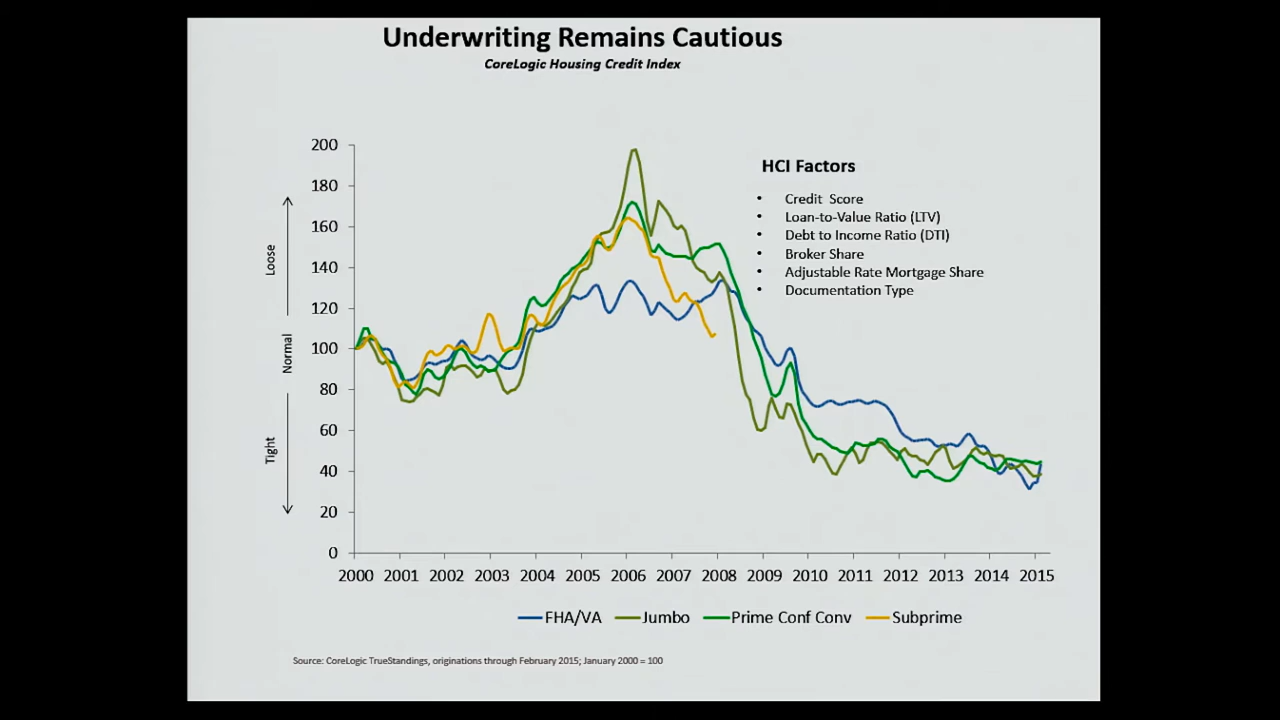 Underwriting Remains Cautious
CoreLogic Housing Credit Index
200
180
160
140
120
100
80
60
40
20
0
Loose
Normal
Tight
HCI Factors
• Credit Score
• Loan-to-Value Ratio (LTV)
• Debt to Income Ratio (DTI)
• Broker Share
• Adjustable Rate Mortgage Share
• Documentation Type
2000 2001 2002 2003 2004 2005 2006 2007 2008 2009 2010 2011 2012 2013 2014 2015
FHA/VA Jumbo Prime Conf Conv Subprime
Source: CoreLogic TrueStandings, originations through February 2015; January 2000 = 100